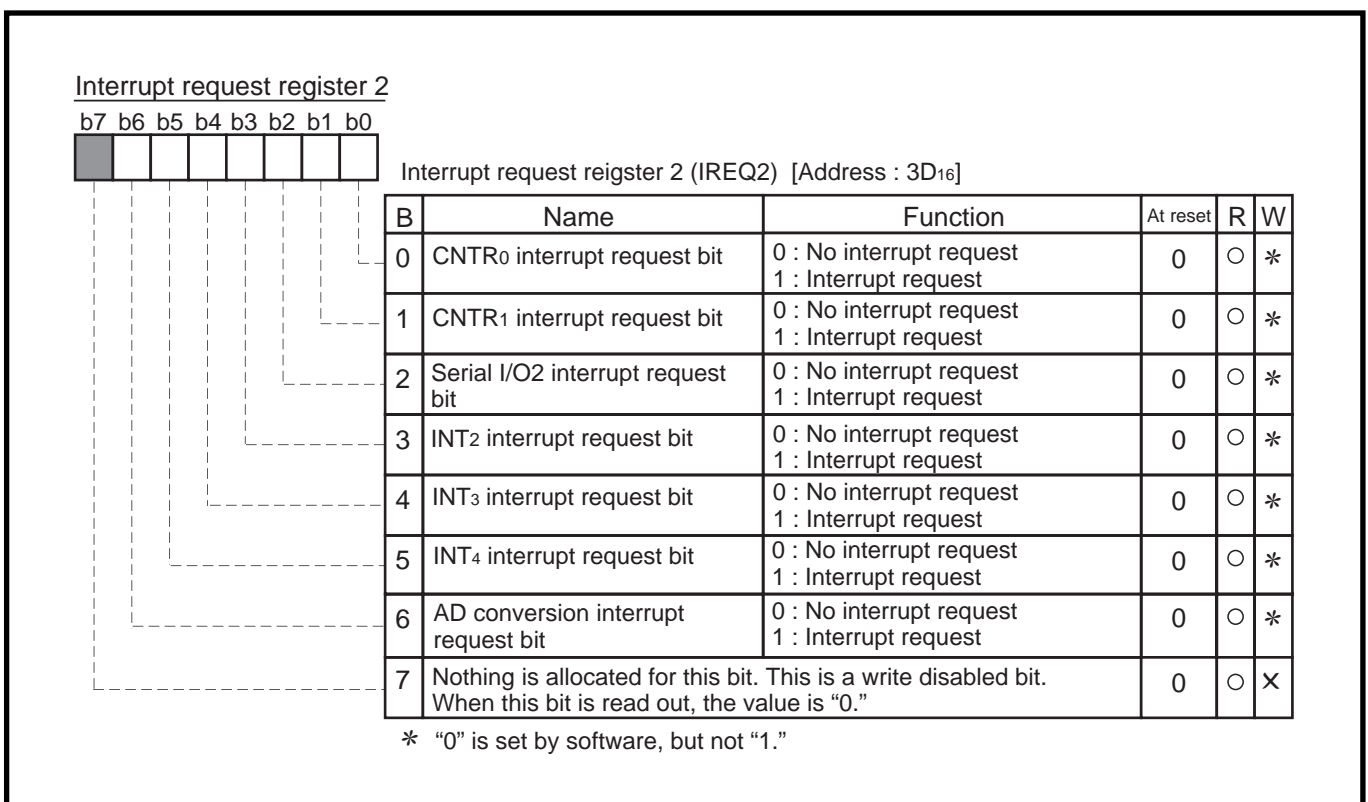 Interrupt request register 2
b7 b6 b5 b4 b3 b2 b1 b0
Interrupt request reigster 2 (IREQ2) [Address : 3D16]
B Name Function At reset R W
0 CNTR0 interrupt request bit 0 : No interrupt request 0 ○ *
1 : Interrupt request
1 CNTR1 interrupt request bit 0 : No interrupt request 0 ○ *
1 : Interrupt request
2 Serial I/O2 interrupt request 0 : No interrupt request 0 ○ *
bit 1 : Interrupt request
3 INT2 interrupt request bit 0 : No interrupt request 0 ○ *
1 : Interrupt request
4 INT3 interrupt request bit 0 : No interrupt request 0 ○ *
1 : Interrupt request
5 INT4 interrupt request bit 0 : No interrupt request 0 ○ *
1 : Interrupt request
6 AD conversion interrupt 0 : No interrupt request 0 ○ *
request bit 1 : Interrupt request
7 Nothing is allocated for this bit. This is a write disabled bit. 0 ○ ×
When this bit is read out, the value is “0.”
* “0” is set by software, but not “1.”